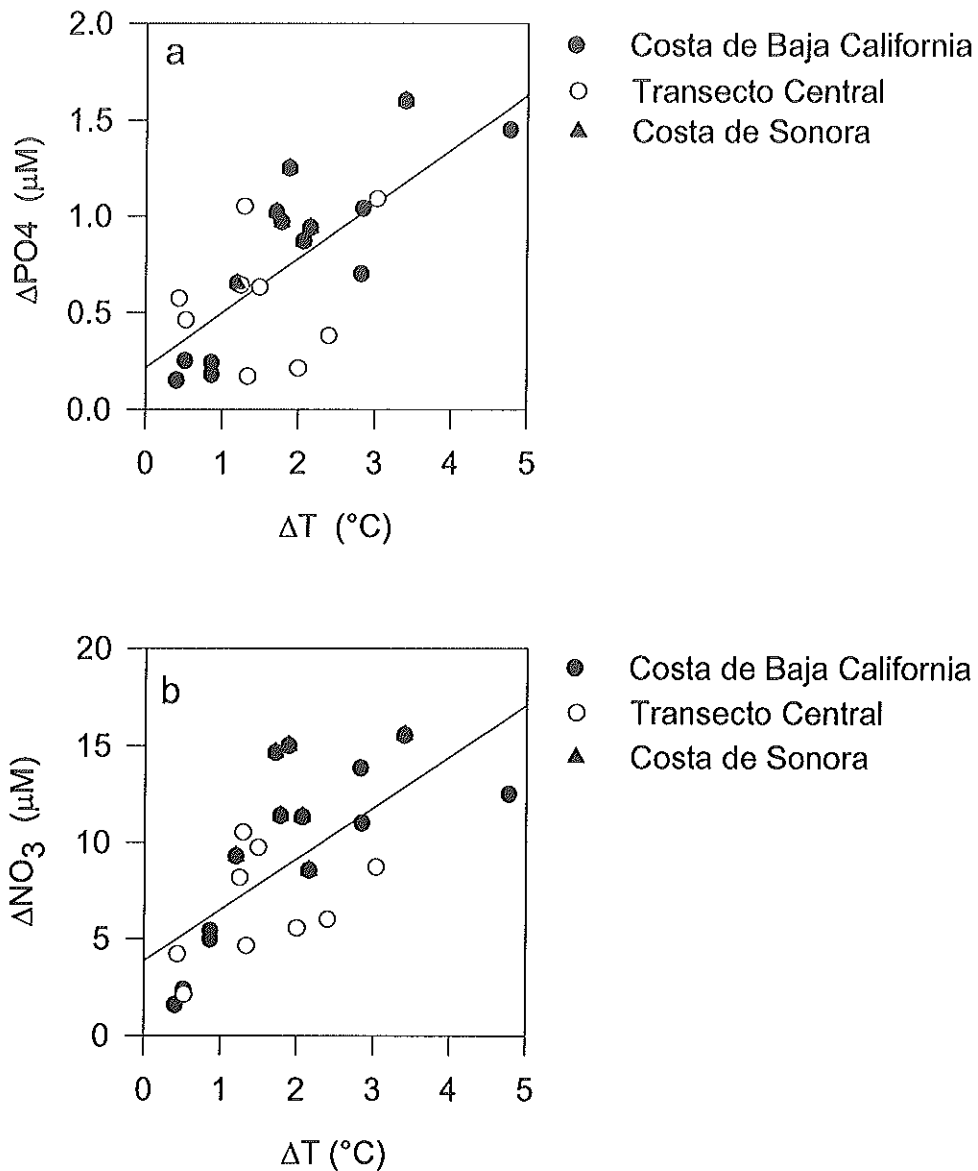 2.0
a
1.5
1.0
0.5
0.0
ΔPO4 (µM)
0 1 2 3 4 5
ΔT (°C)
Costa de Baja California
Transecto Central
Costa de Sonora
20
b
15
10
5
0
ΔNO3 (µM)
0 1 2 3 4 5
ΔT (°C)
Costa de Baja California
Transecto Central
Costa de Sonora